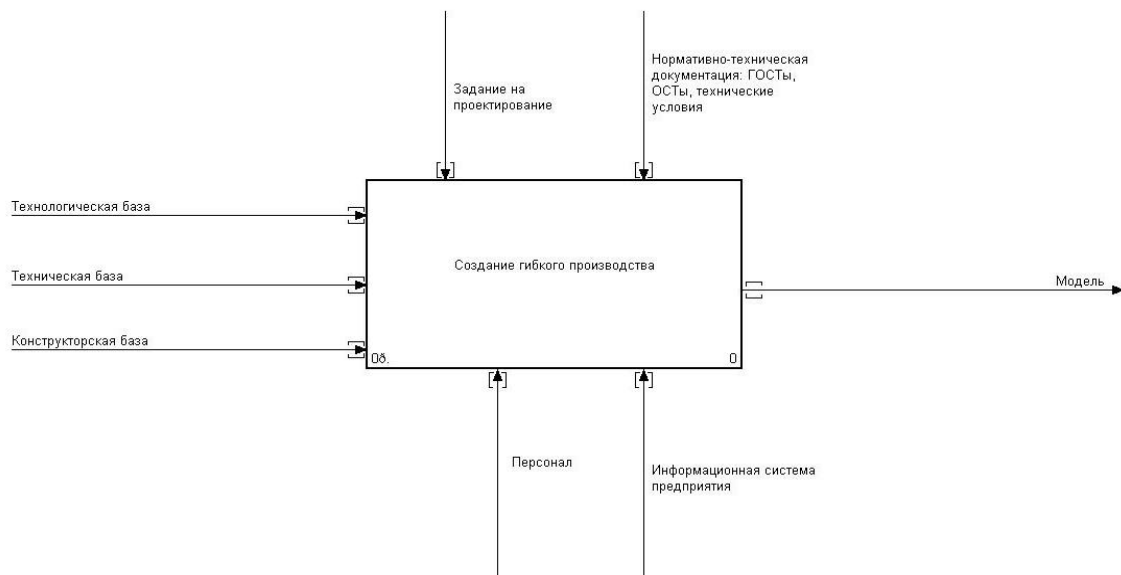 Задание на
проектирование
Нормативно-техническая
документация: ГОСТы,
ОСТы, технические
условия
Технологическая база
Техническая база
Конструкторская база
Создание гибкого производства
0ð.
0
Модель
Персонал
Информационная система
предприятия